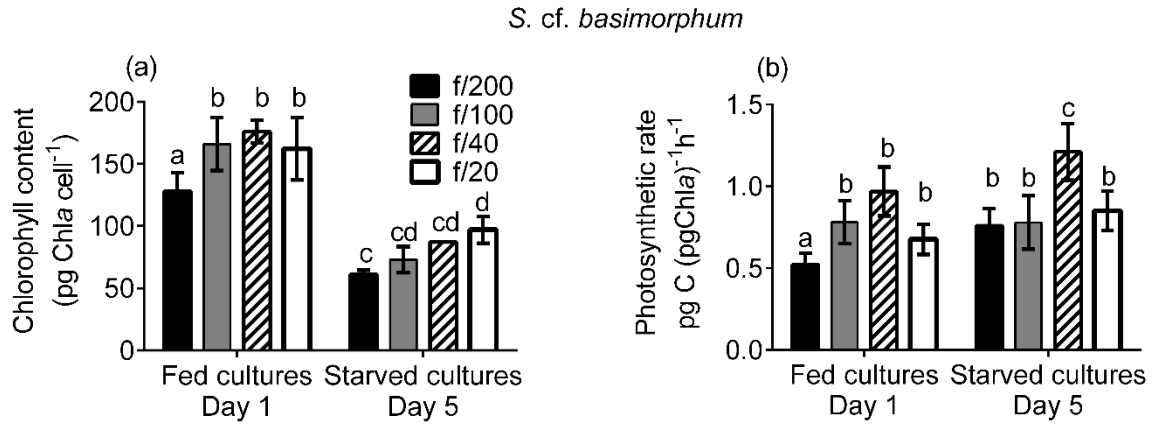 S. cf. basimorphum
(a)
Chlorophyll content
(pg Chla cell⁻¹)
200
150
100
50
0
a
b
b
b
c
cd
cd
d
f/200
f/100
f/40
f/20
Fed cultures
Day 1
Starved cultures
Day 5
(b)
Photosynthetic rate
pg C (pgChla)⁻¹h⁻¹
1.5
1.0
0.5
0.0
a
b
b
b
b
b
c
b
Fed cultures
Day 1
Starved cultures
Day 5